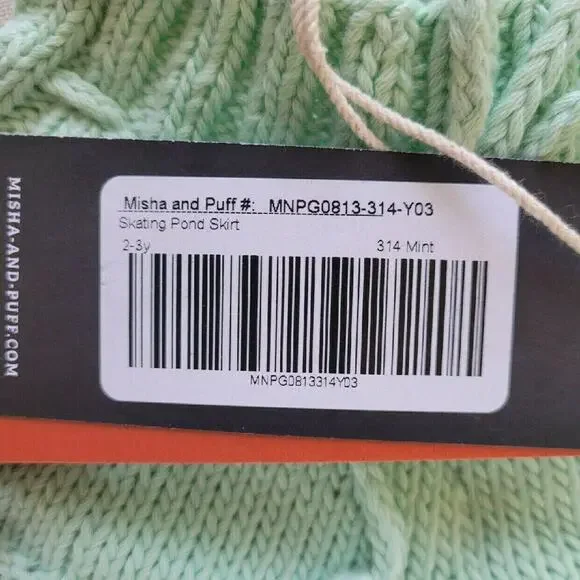 Misha and Puff #: MNPG0813-314-Y03
Skating Pond Skirt
2-3y 314 Mint
MNPG0813314Y03
MISHA-AND-PUFF.COM